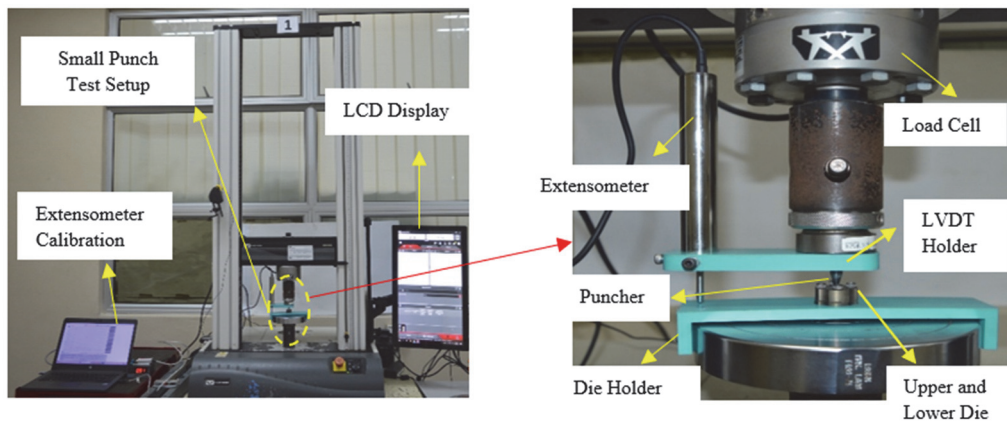 1
Small Punch
Test Setup
LCD Display
Extensometer
Calibration
Load Cell
Extensometer
LVDT
Holder
Puncher
Die Holder
Upper and
Lower Die